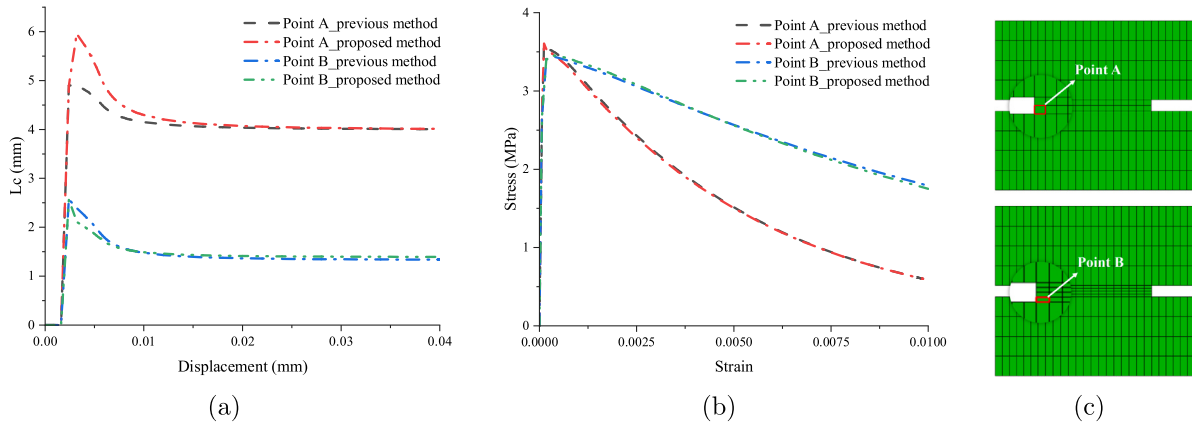 Point A_previous method
Point A_proposed method
Point B_previous method
Point B_proposed method
Lc (mm)
6
5
4
3
2
1
0
0.00 0.01 0.02 0.03 0.04
Displacement (mm)
(a)
Point A_previous method
Point A_proposed method
Point B_previous method
Point B_proposed method
Stress (MPa)
4
3
2
1
0
0.0000 0.0025 0.0050 0.0075 0.0100
Strain
(b)
Point A
Point B
(c)